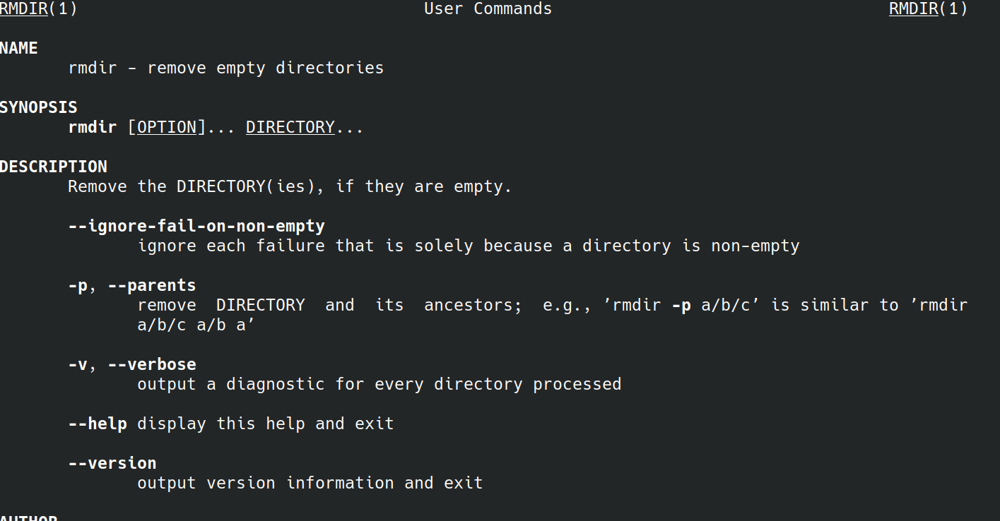 RMDIR(1) User Commands RMDIR(1)
NAME
rmdir - remove empty directories
SYNOPSIS
rmdir [OPTION]... DIRECTORY...
DESCRIPTION
Remove the DIRECTORY(ies), if they are empty.
--ignore-fail-on-non-empty
ignore each failure that is solely because a directory is non-empty
-p, --parents
remove DIRECTORY and its ancestors; e.g., ’rmdir -p a/b/c’ is similar to ’rmdir
a/b/c a/b a’
-v, --verbose
output a diagnostic for every directory processed
--help display this help and exit
--version
output version information and exit
AUTHOR